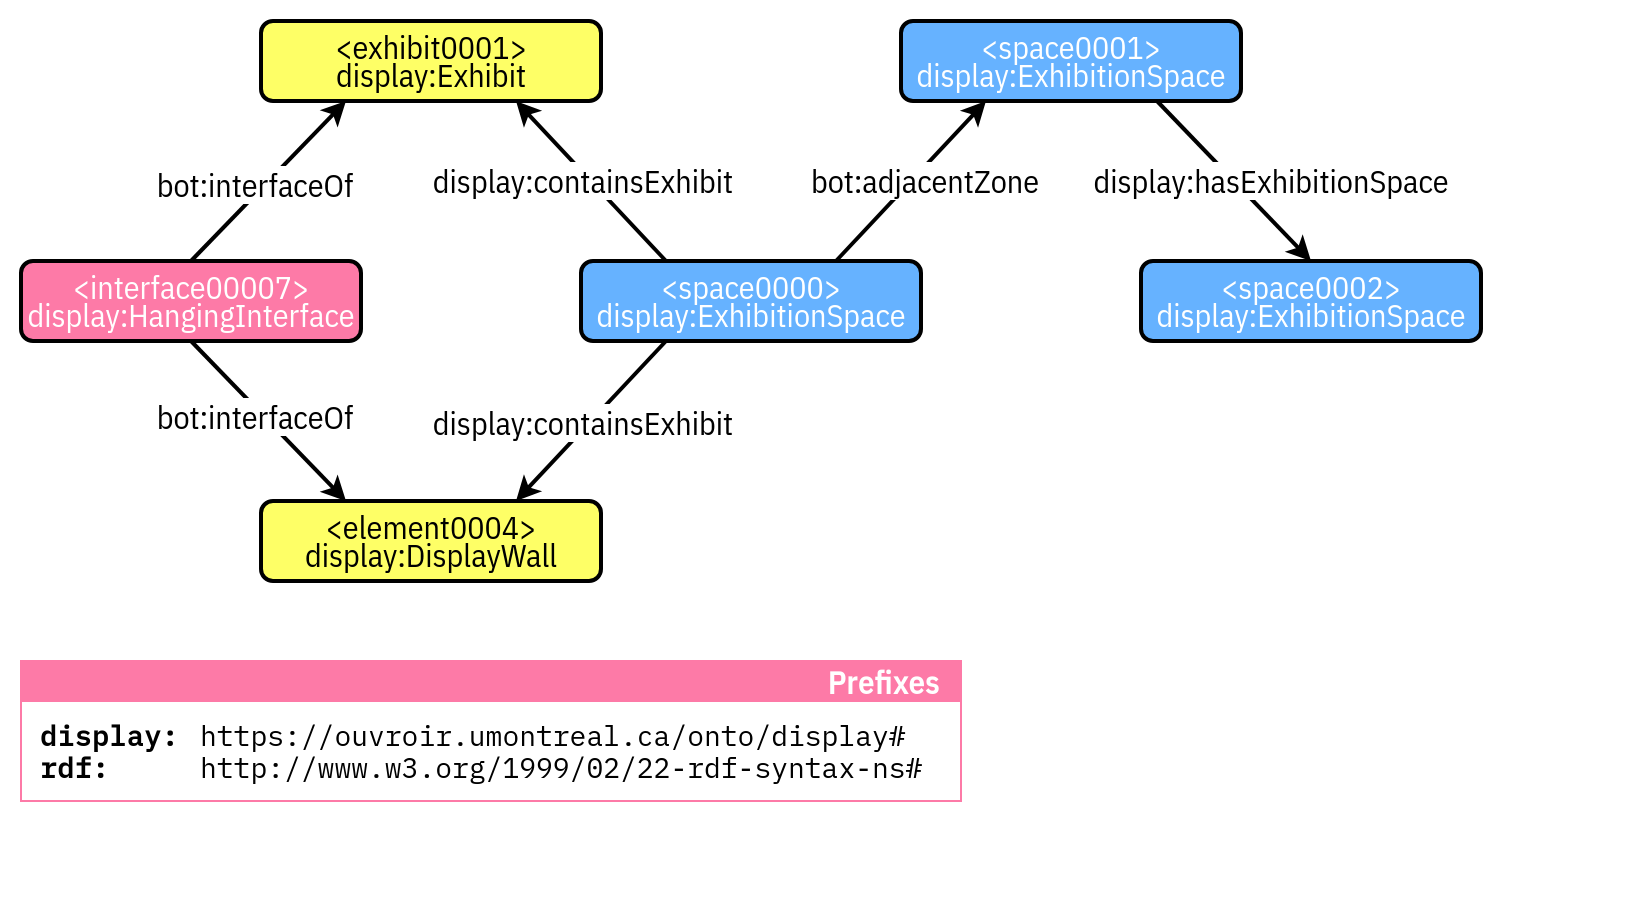 <exhibit0001>
display:Exhibit
<space0001>
display:ExhibitionSpace
bot:interfaceOf
display:containsExhibit
bot:adjacentZone
display:hasExhibitionSpace
<interface00007>
display:HangingInterface
<space0000>
display:ExhibitionSpace
<space0002>
display:ExhibitionSpace
bot:interfaceOf
display:containsExhibit
<element0004>
display:DisplayWall
Prefixes
display: https://ouvroir.umontreal.ca/onto/display#
rdf: http://www.w3.org/1999/02/22-rdf-syntax-ns#